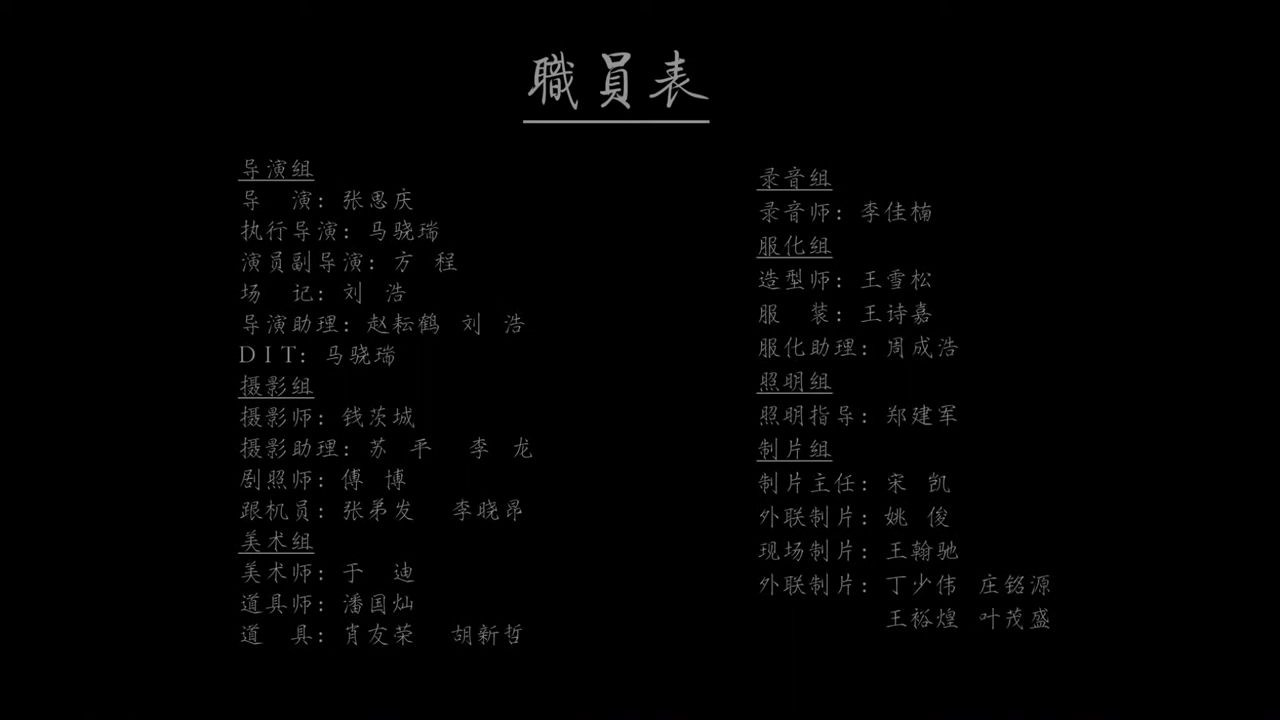 職員表
导演组
导 演：张思庆
执行导演：马骁瑞
演员副导演：方 程
场 记：刘 浩
导演助理：赵耘鹤 刘 浩
DIT：马骁瑞
摄影组
摄影师：钱茨城
摄影助理：苏 平 李 龙
剧照师：傅 博
跟机员：张弟发 李晓昂
美术组
美术师：于 迪
道具师：潘国灿
道 具：肖友荣 胡新哲
录音组
录音师：李佳楠
服化组
造型师：王雪松
服 装：王诗嘉
服化助理：周成浩
照明组
照明指导：郑建军
制片组
制片主任：宋 凯
外联制片：姚 俊
现场制片：王翰驰
外联制片：丁少伟 庄铭源
王裕煌 叶茂盛